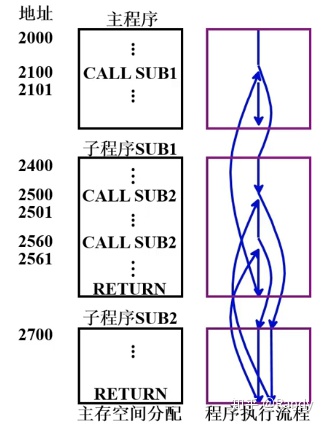 地址
主程序
2000
2100
CALL SUB1
2101
子程序SUB1
2400
2500
CALL SUB2
2501
2560
CALL SUB2
2561
RETURN
子程序SUB2
2700
RETURN
主存空间分配
程序执行流程